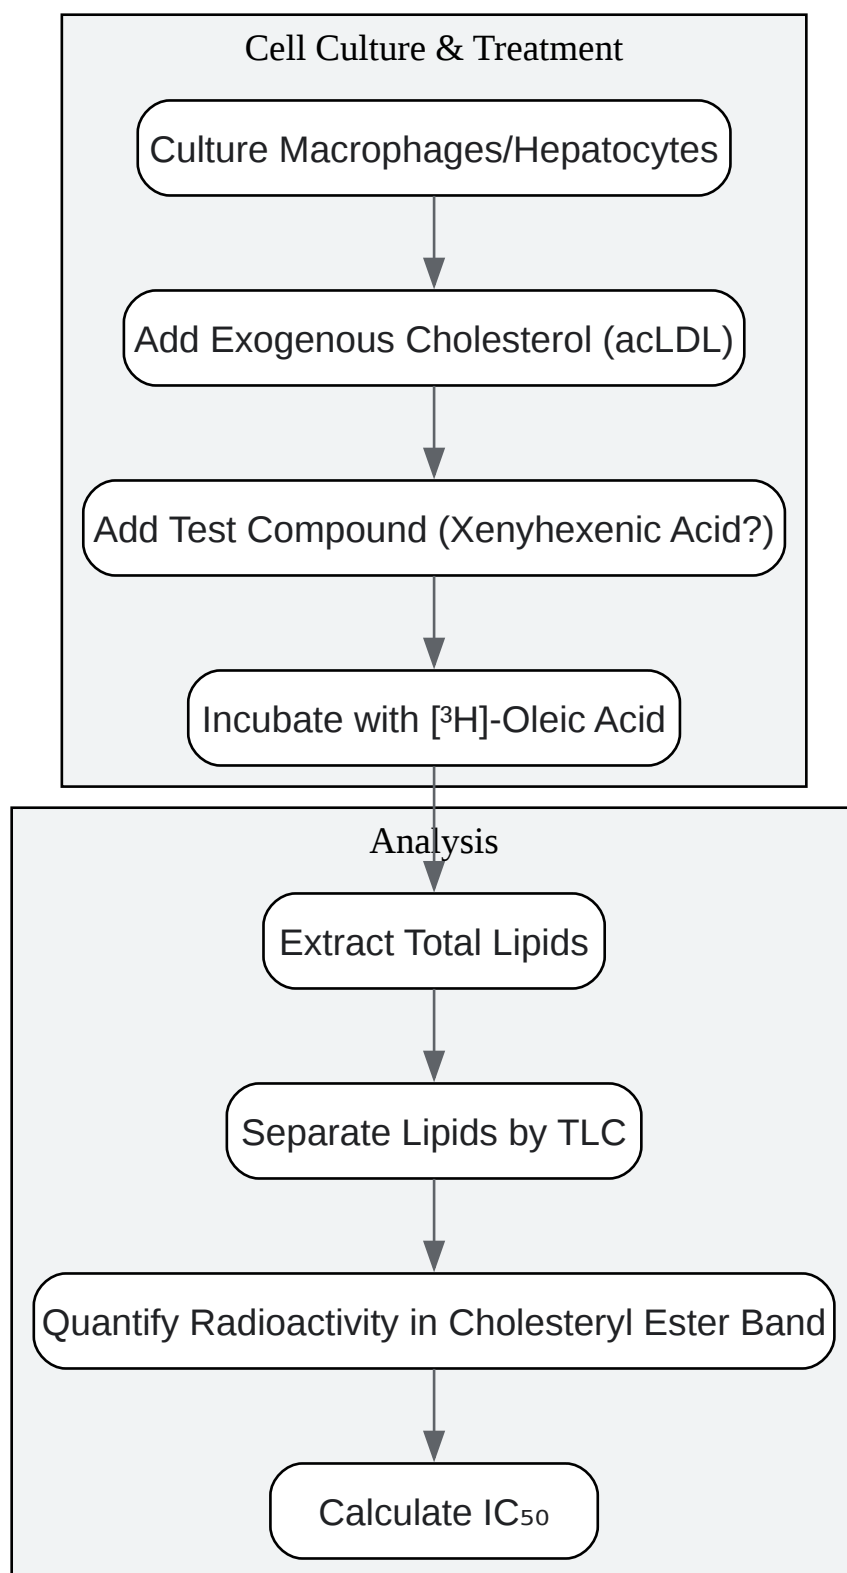 Cell Culture & Treatment
Culture Macrophages/Hepatocytes
Add Exogenous Cholesterol (acLDL)
Add Test Compound (Xenyhexenic Acid?)
Incubate with [³H]-Oleic Acid
Analysis
Extract Total Lipids
Separate Lipids by TLC
Quantify Radioactivity in Cholesteryl Ester Band
Calculate IC₅₀